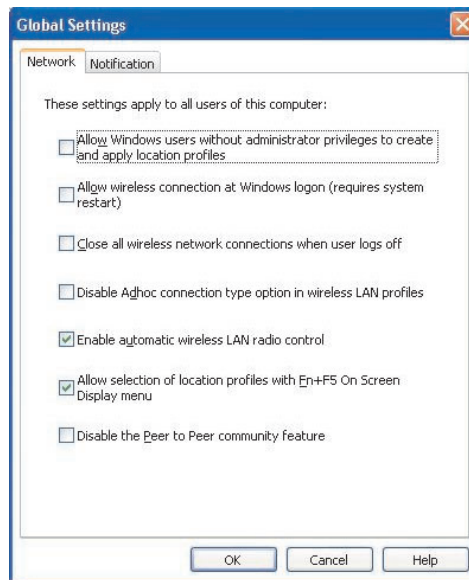 Global Settings
Network
Notification
These settings apply to all users of this computer:
Allow Windows users without administrator privileges to create
and apply location profiles
Allow wireless connection at Windows logon (requires system
restart)
Close all wireless network connections when user logs off
Disable Adhoc connection type option in wireless LAN profiles
Enable automatic wireless LAN radio control
Allow selection of location profiles with Fn+F5 On Screen
Display menu
Disable the Peer to Peer community feature
OK
Cancel
Help